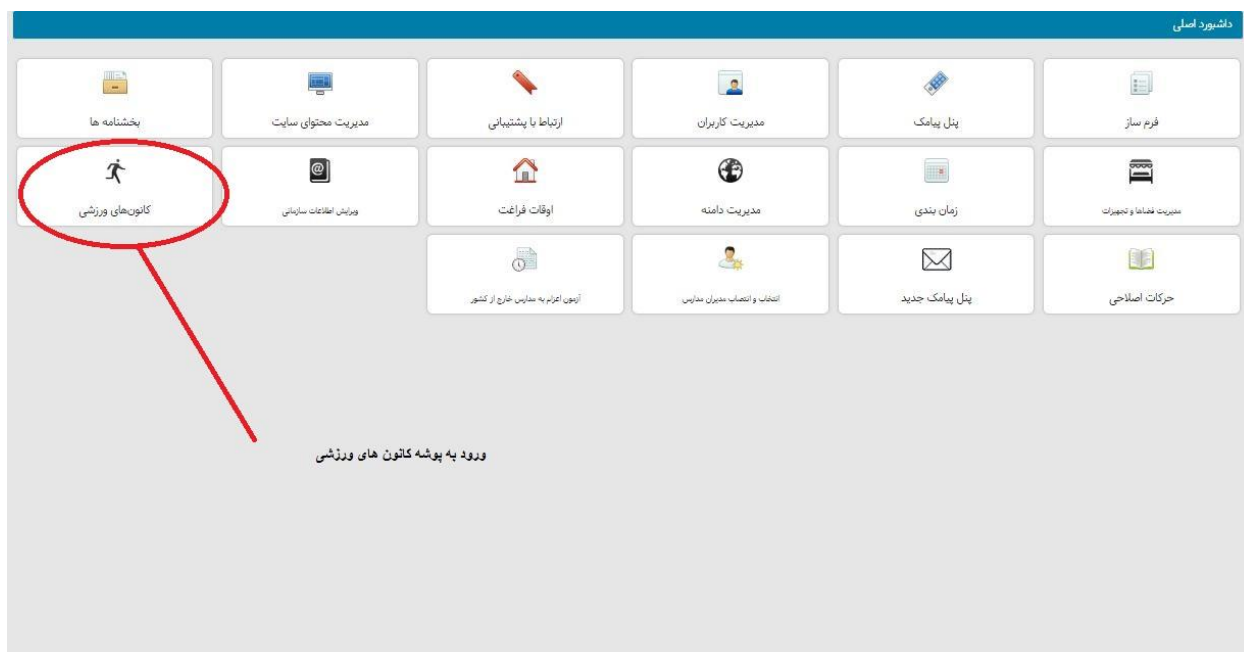 داشبورد اصلی
فرم ساز
پنل پیامک
مدیریت کاربران
ارتباط با پشتیبانی
مدیریت محتوای سایت
بخشنامه ها
مدیریت فضاها و تجهیزات
زمان بندی
مدیریت دامنه
اوقات فراغت
ویرایش اطلاعات سازمانی
کانون‌های ورزشی
حرکات اصلاحی
پنل پیامک جدید
انتخاب و انتصاب مدیران مدارس
آزمون اعزام به مدارس خارج از کشور
ورود به پوشه کانون های ورزشی